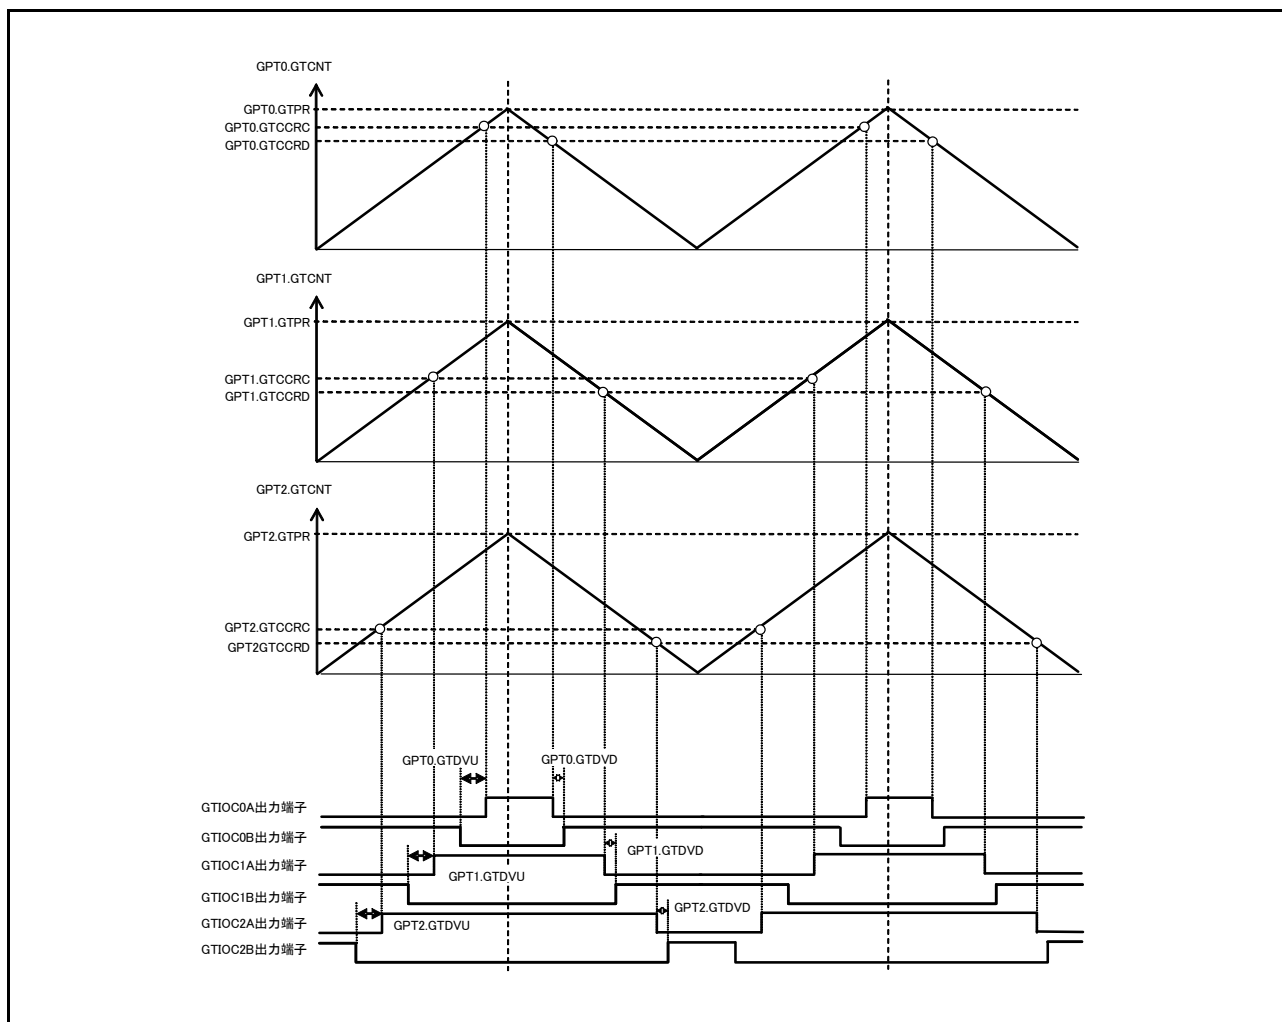 GPT0.GTCNT
GPT0.GTPR
GPT0.GTCCRC
GPT0.GTCCRD
GPT1.GTCNT
GPT1.GTPR
GPT1.GTCCRC
GPT1.GTCCRD
GPT2.GTCNT
GPT2.GTPR
GPT2.GTCCRC
GPT2GTCCRD
GPT0.GTDVU GPT0.GTDVD
GTIOC0A出力端子
GTIOC0B出力端子
GPT1.GTDVD
GTIOC1A出力端子
GPT1.GTDVU
GTIOC1B出力端子
GPT2.GTDVD
GTIOC2A出力端子
GPT2.GTDVU
GTIOC2B出力端子